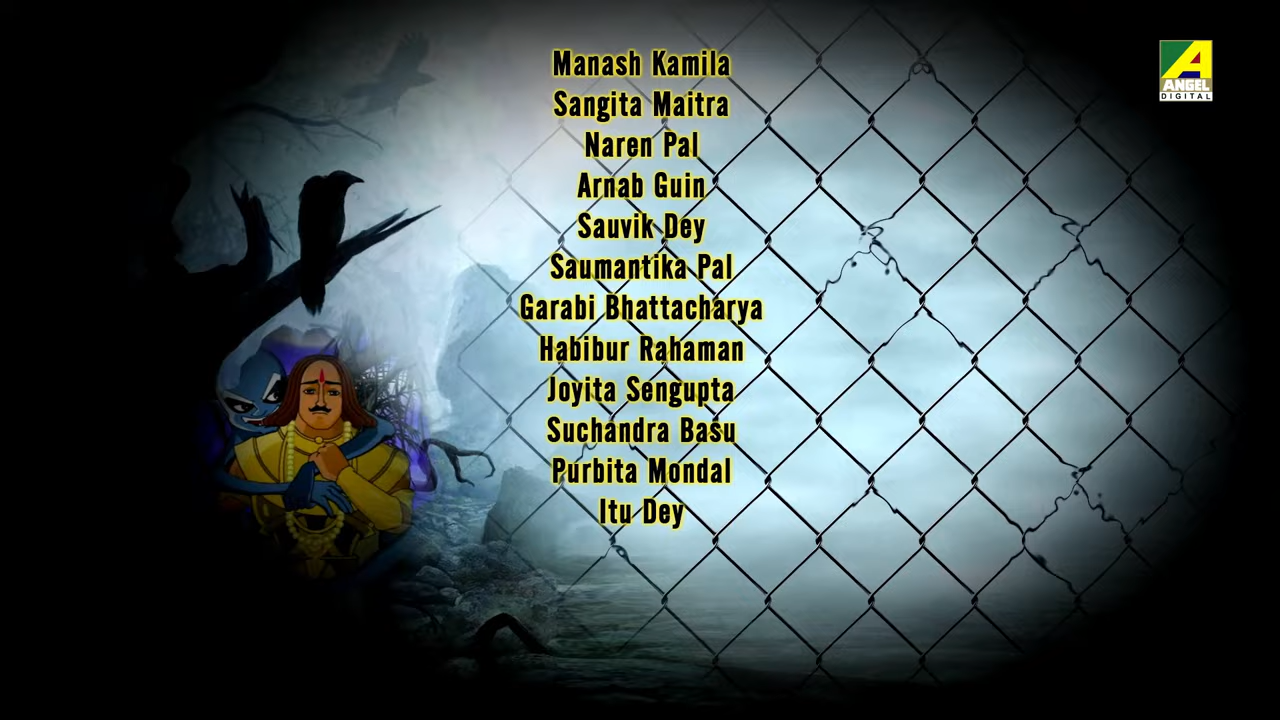 Manash Kamila
Sangita Maitra
Naren Pal
Arnab Guin
Sauvik Dey
Saumantika Pal
Garabi Bhattacharya
Habibur Rahaman
Joyita Sengupta
Suchandra Basu
Purbita Mondal
Itu Dey
A
ANGEL
DIGITAL